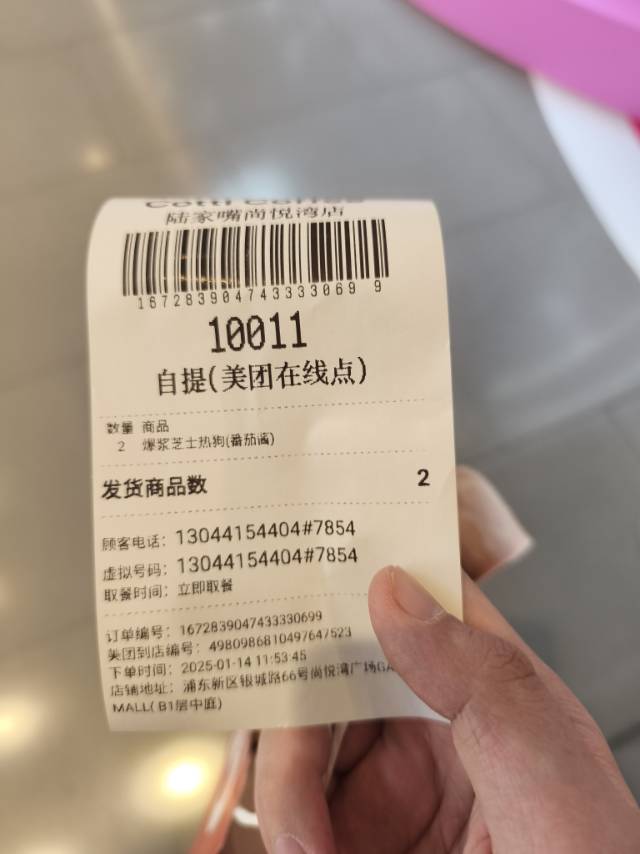 Cotti Coffee
陆家嘴尚悦湾店
1672839047433330699
10011
自提(美团在线点)
数量 商品
2 爆浆芝士热狗(番茄酱)
发货商品数 2
顾客电话：13044154404#7854
虚拟号码：13044154404#7854
取餐时间：立即取餐
订单编号：1672839047433330699
美团到店编号：4980986810497647523
下单时间：2025-01-14 11:53:45
店铺地址：浦东新区银城路66号尚悦湾广场GA
MALL( B1层中庭)